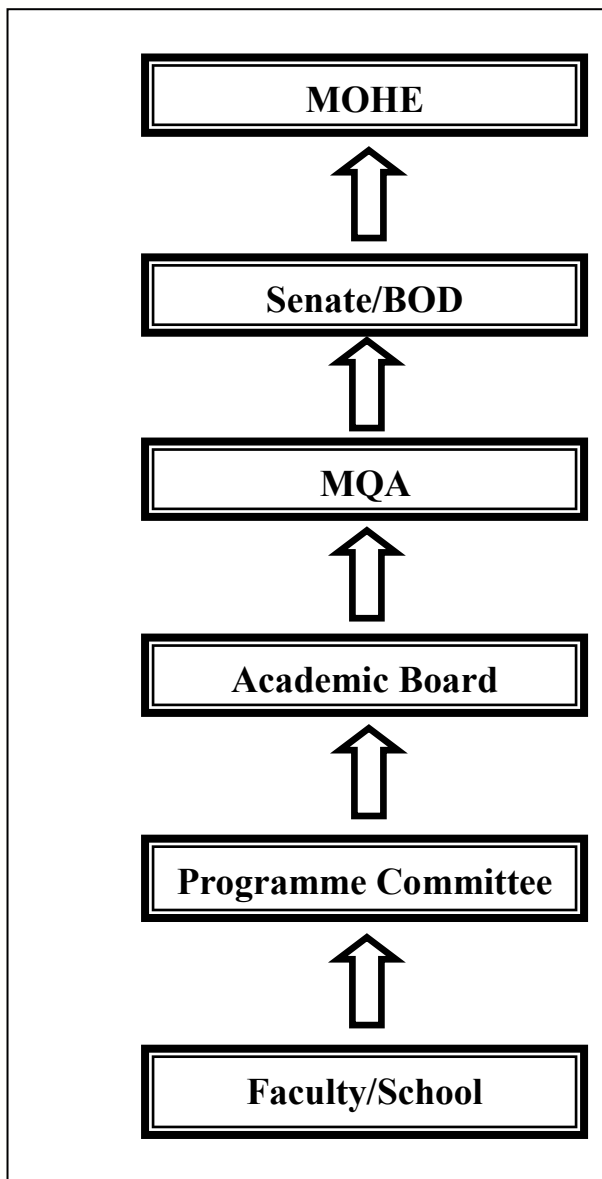 MOHE
Senate/BOD
MQA
Academic Board
Programme Committee
Faculty/School